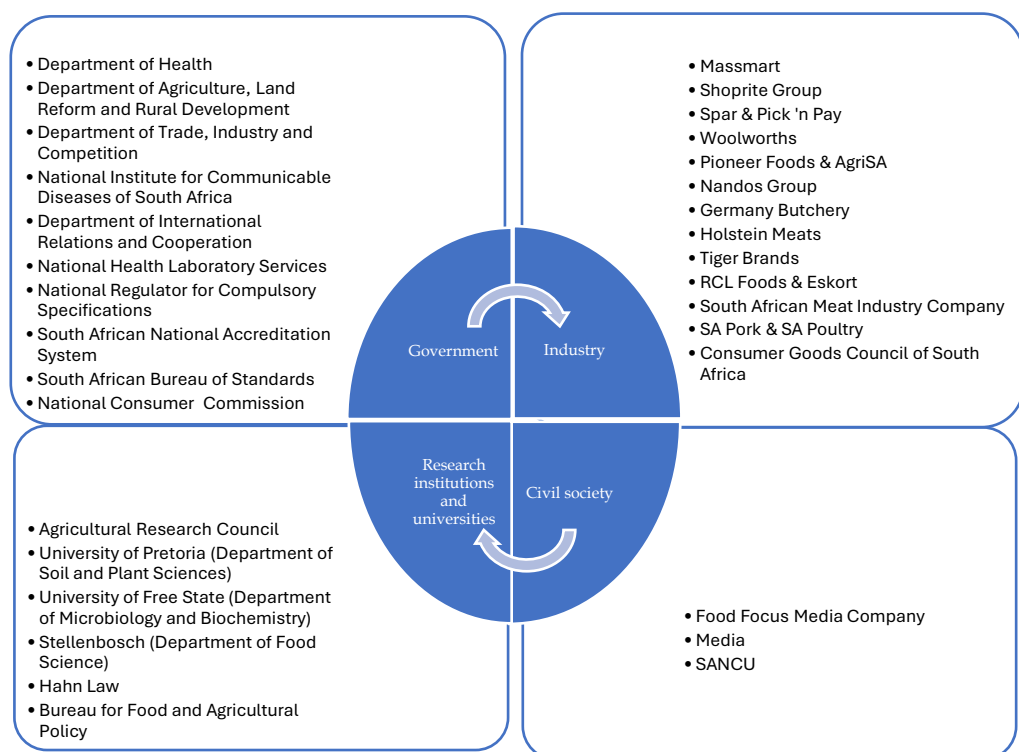 • Department of Health
• Department of Agriculture, Land
Reform and Rural Development
• Department of Trade, Industry and
Competition
• National Institute for Communicable
Diseases of South Africa
• Department of International
Relations and Cooperation
• National Health Laboratory Services
• National Regulator for Compulsory
Specifications
• South African National Accreditation
System
• South African Bureau of Standards
• National Consumer Commission
• Massmart
• Shoprite Group
• Spar & Pick 'n Pay
• Woolworths
• Pioneer Foods & AgriSA
• Nandos Group
• Germany Butchery
• Holstein Meats
• Tiger Brands
• RCL Foods & Eskort
• South African Meat Industry Company
• SA Pork & SA Poultry
• Consumer Goods Council of South
Africa
Government
Industry
Research
institutions
and
universities
Civil society
• Agricultural Research Council
• University of Pretoria (Department of
Soil and Plant Sciences)
• University of Free State (Department
of Microbiology and Biochemistry)
• Stellenbosch (Department of Food
Science)
• Hahn Law
• Bureau for Food and Agricultural
Policy
• Food Focus Media Company
• Media
• SANCU